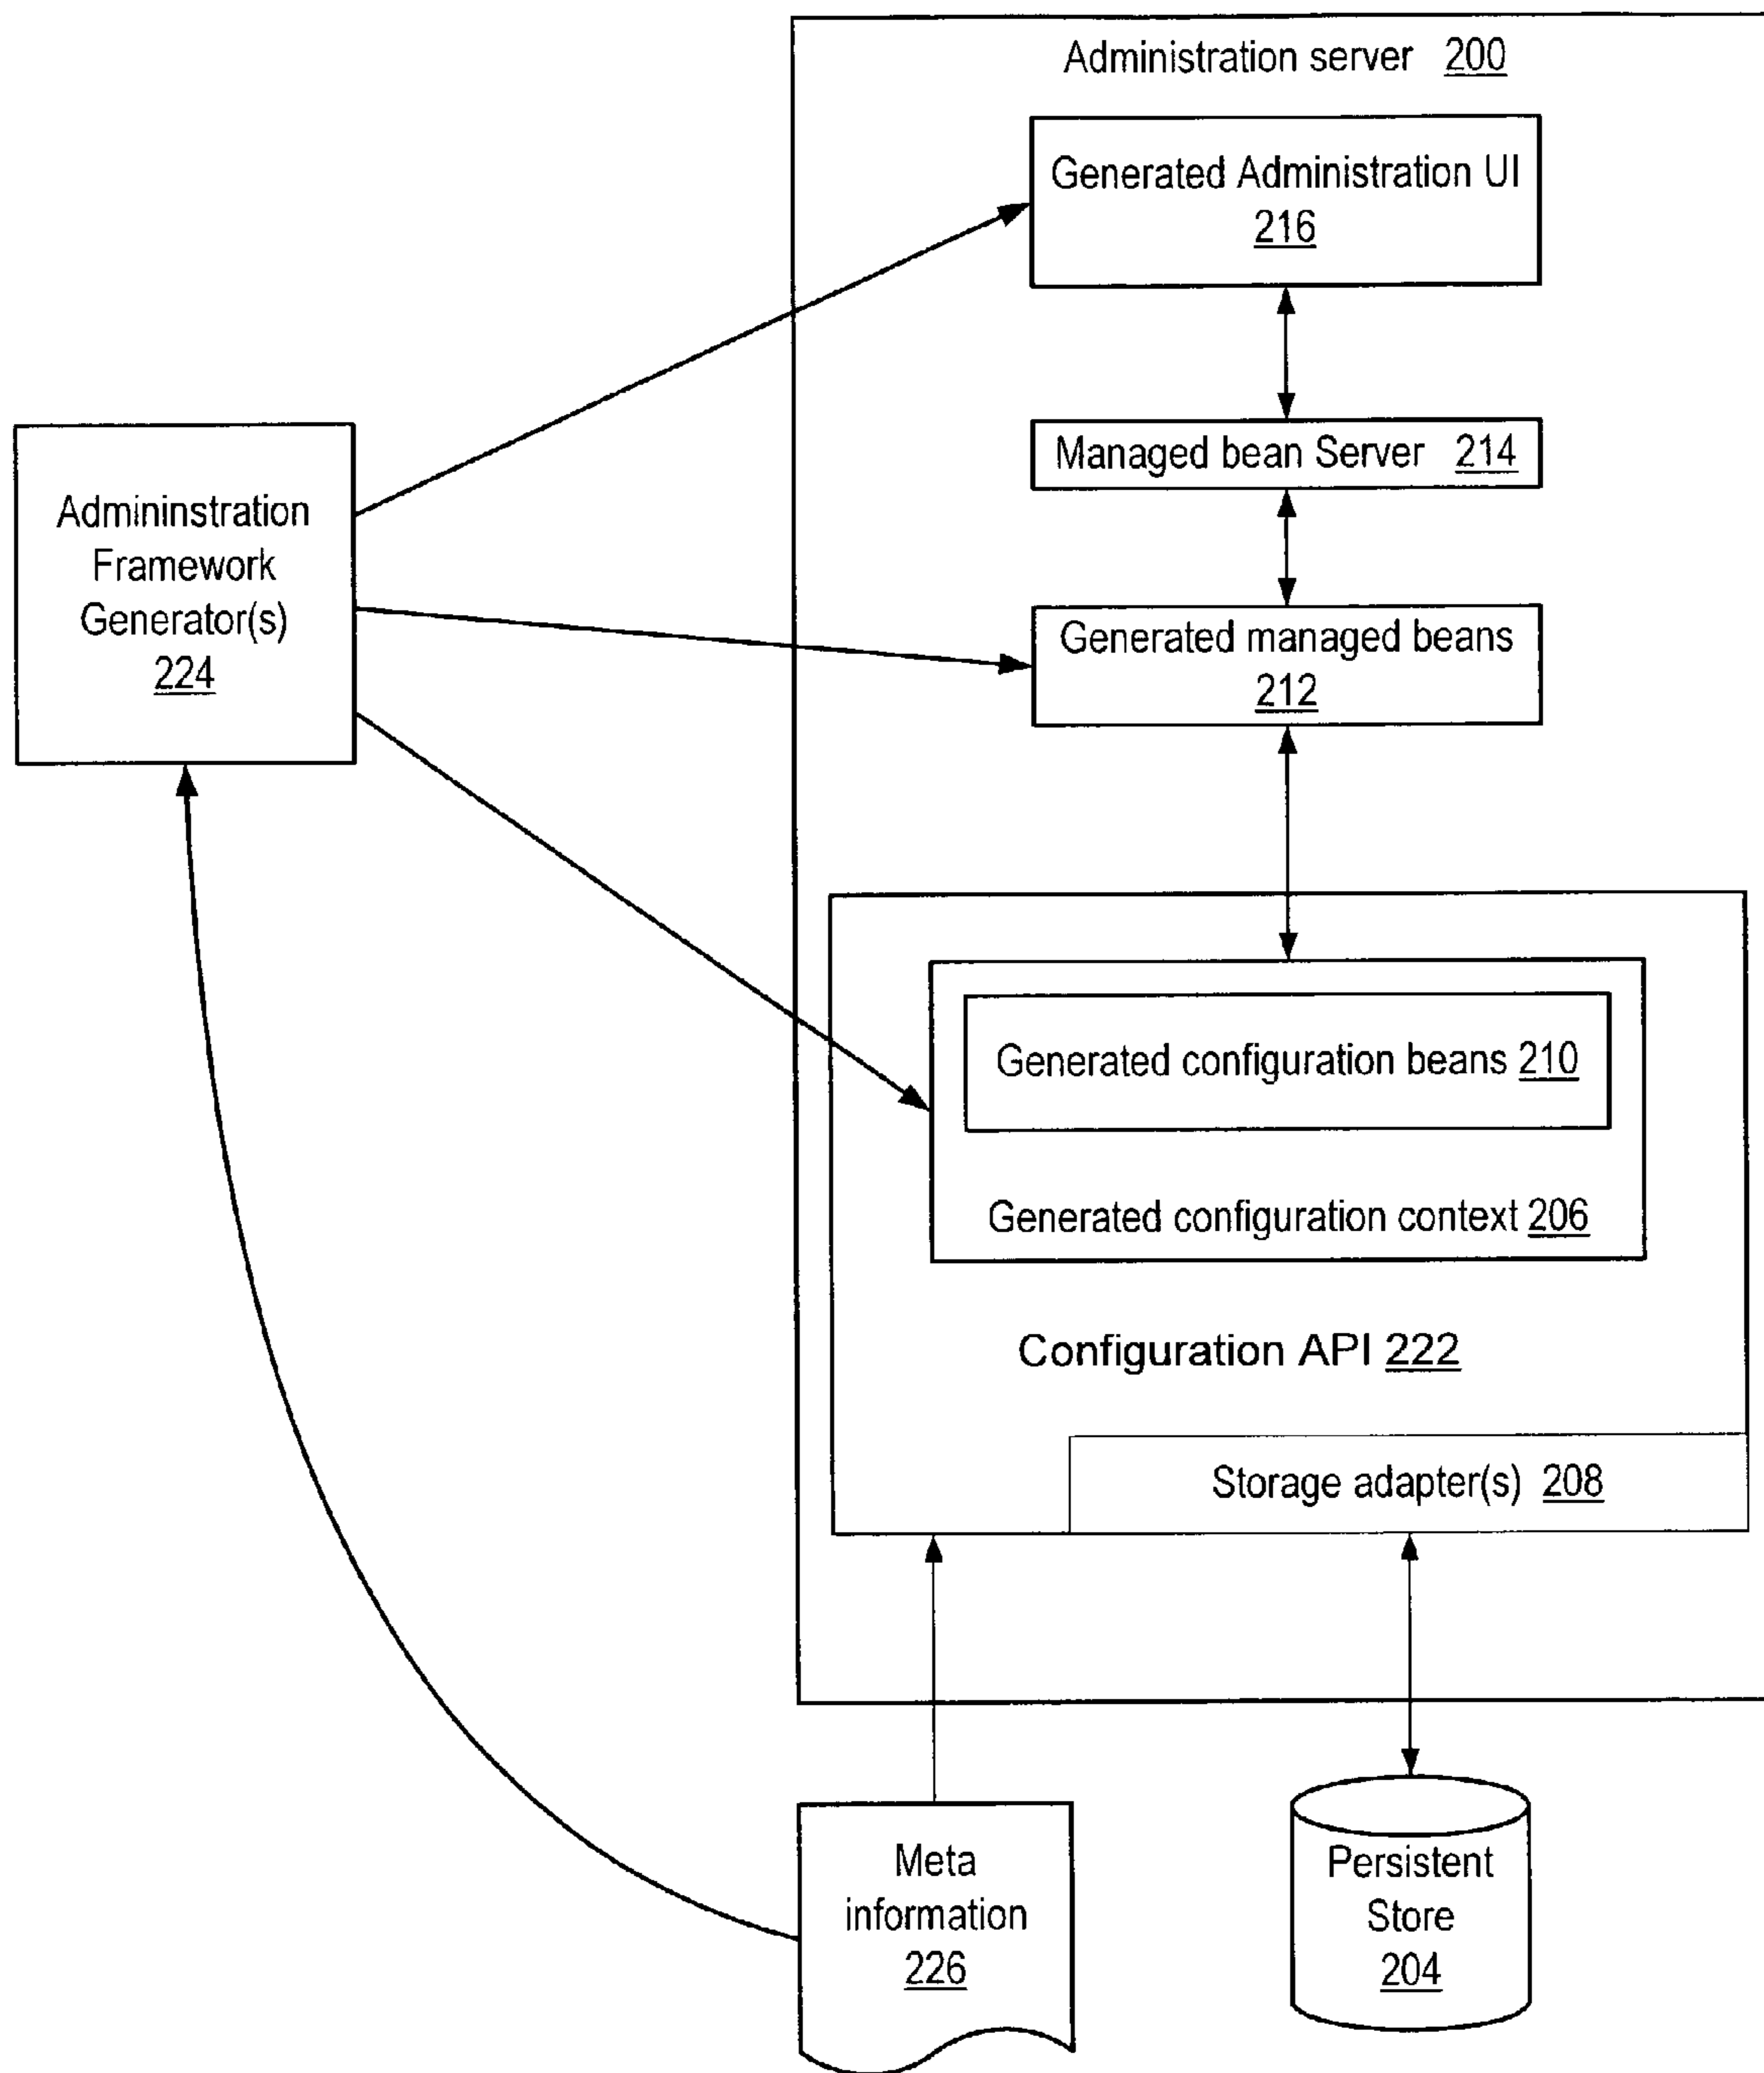 Administration server 200
Generated Administration UI
216
Managed bean Server 214
Admininstration
Framework
Generator(s)
224
Generated managed beans
212
Generated configuration beans 210
Generated configuration context 206
Configuration API 222
Storage adapter(s) 208
Meta
information
226
Persistent
Store
204